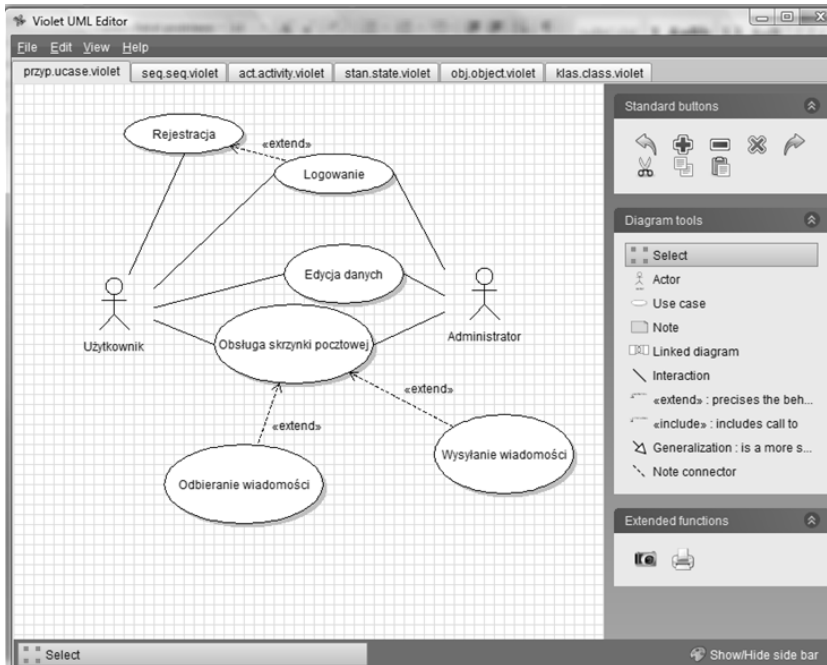 Violet UML Editor
File Edit View Help
przyp.ucase.violet seq.seq.violet act.activity.violet stan.state.violet obj.object.violet klas.class.violet
Rejestracja
«extend»
Logowanie
Edycja danych
Użytkownik
Obsługa skrzynki pocztowej
Administrator
«extend»
«extend»
Wysyłanie wiadomości
Odbieranie wiadomości
Standard buttons
Diagram tools
Select
Actor
Use case
Note
Linked diagram
Interaction
«extend» : precises the beh...
«include» : includes call to
Generalization : is a more s...
Note connector
Extended functions
Select
Show/Hide side bar